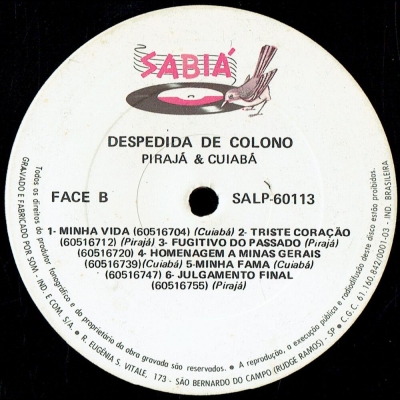 SABIÁ
DESPEDIDA DE COLONO
PIRAJÁ & CUIABÁ
FACE B
SALP-60113
1- MINHA VIDA (60516704) (Cuiabá) 2- TRISTE CORAÇÃO
(60516712) (Pirajá) 3- FUGITIVO DO PASSADO (Pirajá)
(60516720) 4- HOMENAGEM A MINAS GERAIS
(60516739)(Cuiabá) 5-MINHA FAMA (Cuiabá)
(60516747) 6- JULGAMENTO FINAL
(60516755) (Pirajá)
Todos os direitos do produtor fonográfico e da proprietária da obra gravada são reservados. ● A reprodução, a execução pública e radiodifusão deste disco estão proibidas.
GRAVADO E FABRICADO POR SOM - IND. E COM. S/A. ● R. EUGÊNIA S. VITALE, 173 - SÃO BERNARDO DO CAMPO (RUDGE RAMOS) - SP ● C.G.C. 61.160.842/0001-03 - IND. BRASILEIRA